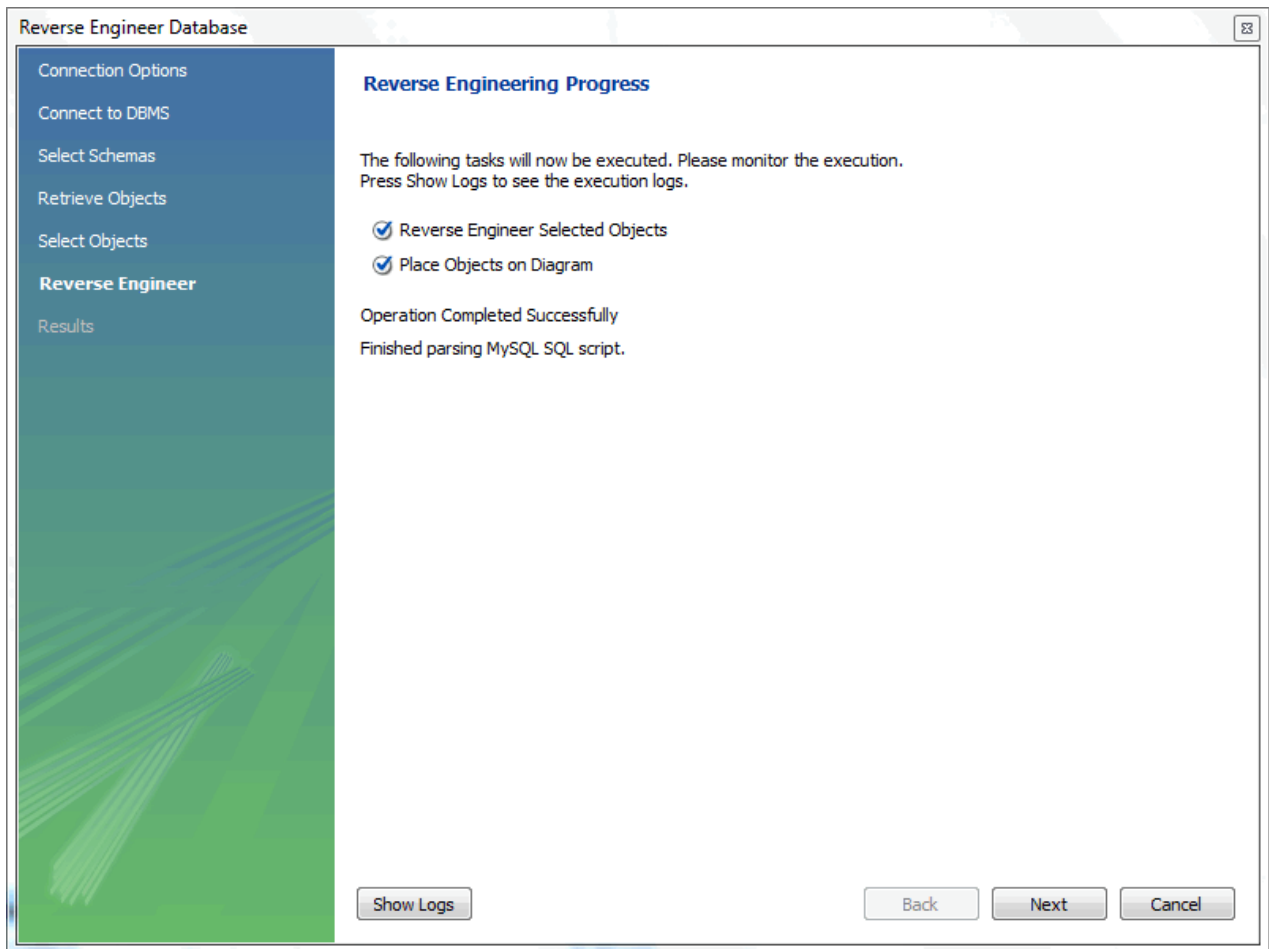 Reverse Engineer Database
Connection Options
Connect to DBMS
Select Schemas
Retrieve Objects
Select Objects
Reverse Engineer
Results
Reverse Engineering Progress
The following tasks will now be executed. Please monitor the execution.
Press Show Logs to see the execution logs.
Reverse Engineer Selected Objects
Place Objects on Diagram
Operation Completed Successfully
Finished parsing MySQL SQL script.
Show Logs
Back
Next
Cancel